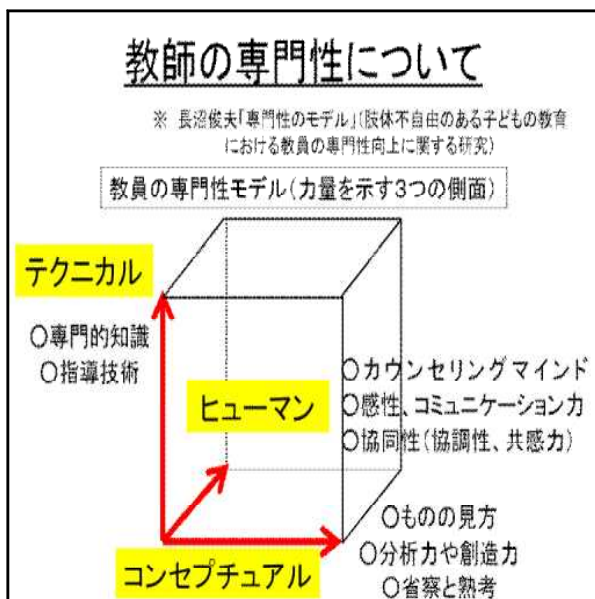 教師の専門性について
※ 長沼俊夫「専門性のモデル」(肢体不自由のある子どもの教育
における教員の専門性向上に関する研究)
教員の専門性モデル(力量を示す3つの側面)
テクニカル
○専門的知識
○指導技術
ヒューマン
○カウンセリングマインド
○感性、コミュニケーション力
○協同性(協調性、共感力)
コンセプチュアル
○ものの見方
○分析力や創造力
○省察と熟考